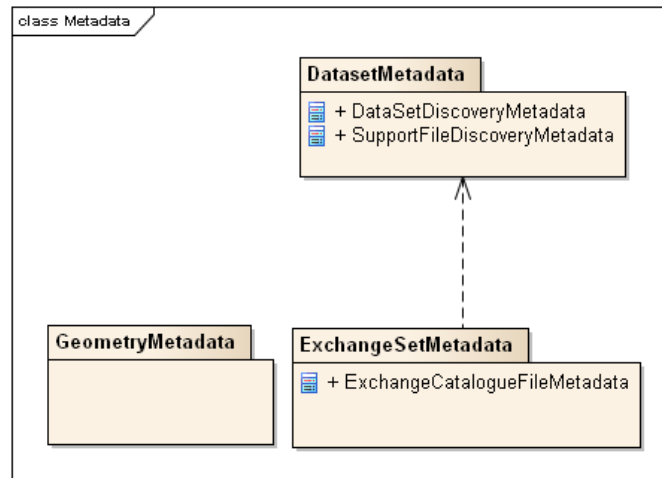 class Metadata
DatasetMetadata
+ DataSetDiscoveryMetadata
+ SupportFileDiscoveryMetadata
GeometryMetadata
ExchangeSetMetadata
+ ExchangeCatalogueFileMetadata